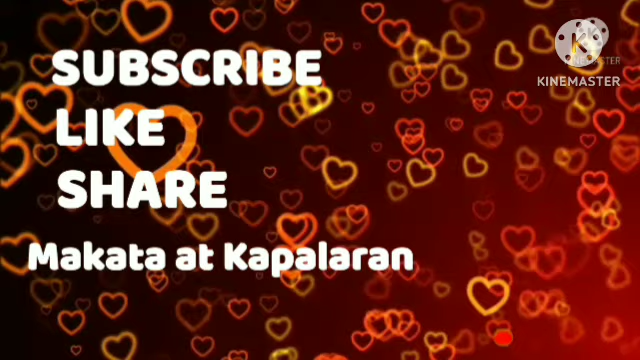 SUBSCRIBE
LIKE
SHARE
Makata at Kapalaran
KINEMASTER